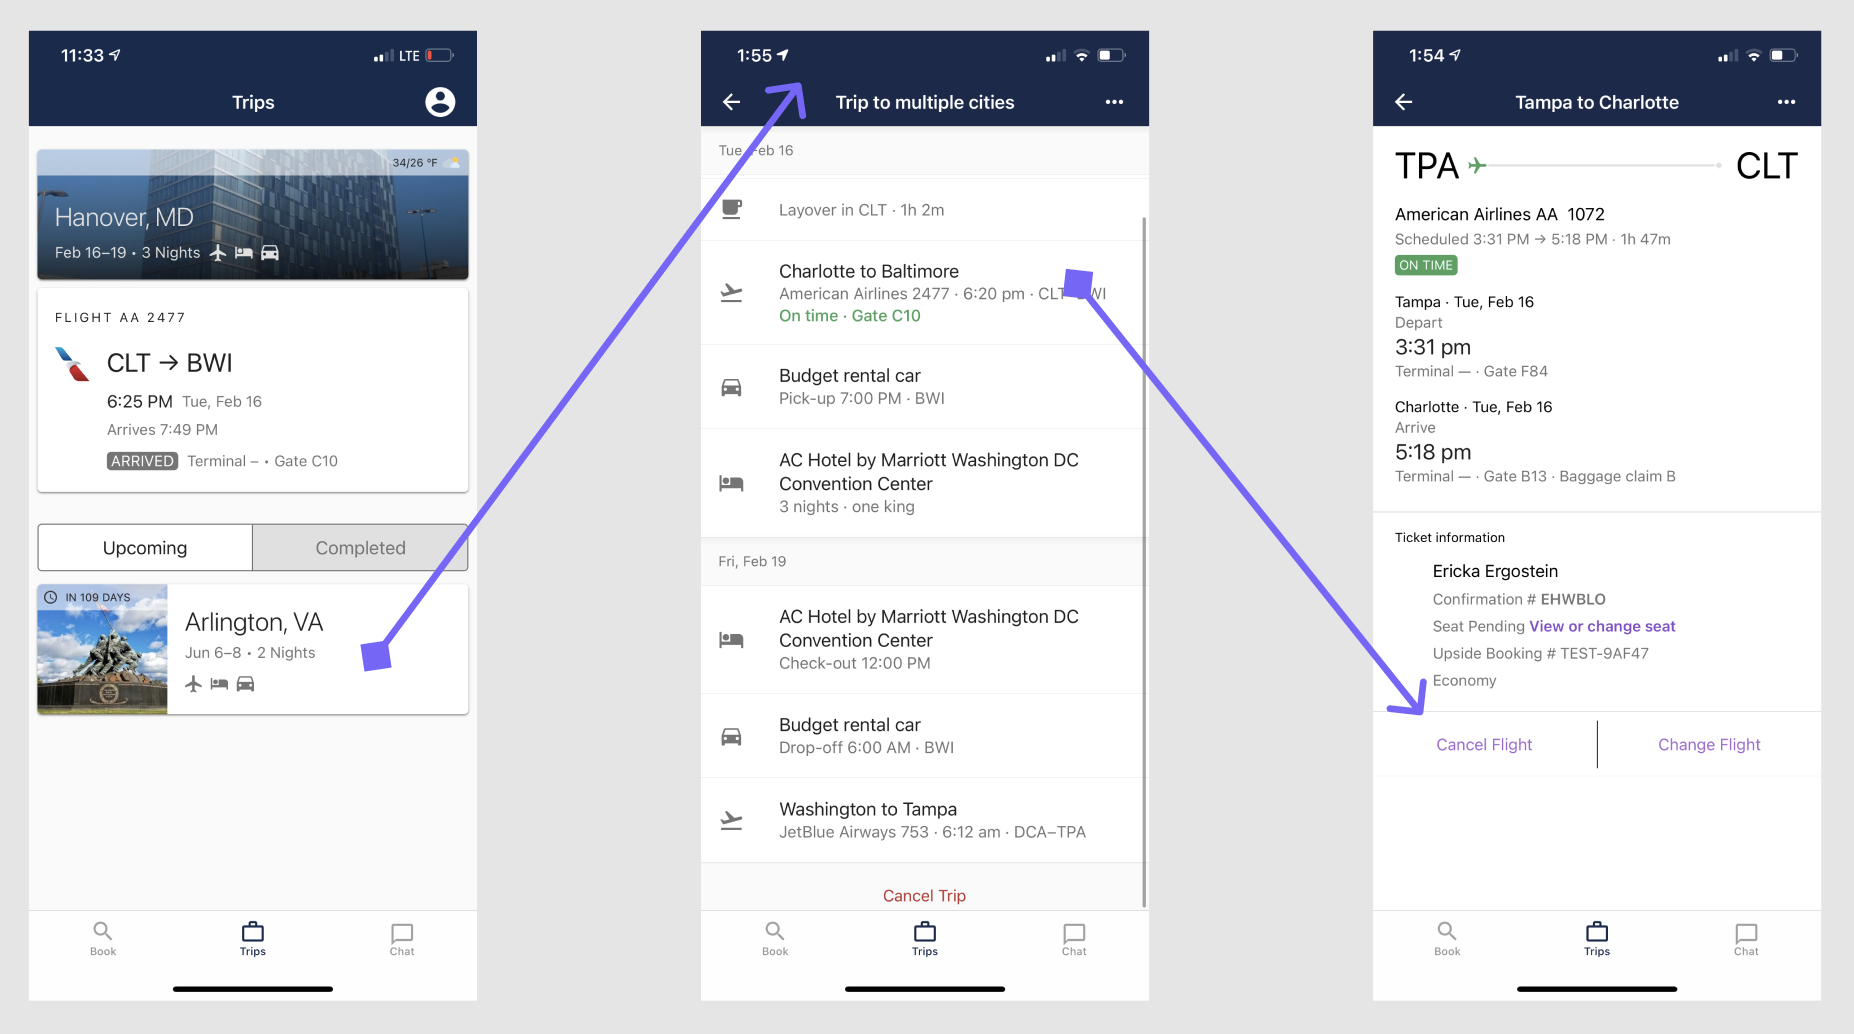 11:33
LTE
Trips
34/26 °F
Hanover, MD
Feb 16–19 • 3 Nights
FLIGHT AA 2477
CLT → BWI
6:25 PM Tue, Feb 16
Arrives 7:49 PM
ARRIVED Terminal – • Gate C10
Upcoming
Completed
IN 109 DAYS
Arlington, VA
Jun 6–8 • 2 Nights
Book
Trips
Chat
1:55
Trip to multiple cities
Tue, Feb 16
Layover in CLT · 1h 2m
Charlotte to Baltimore
American Airlines 2477 · 6:20 pm · CLT–BWI
On time · Gate C10
Budget rental car
Pick-up 7:00 PM · BWI
AC Hotel by Marriott Washington DC
Convention Center
3 nights · one king
Fri, Feb 19
AC Hotel by Marriott Washington DC
Convention Center
Check-out 12:00 PM
Budget rental car
Drop-off 6:00 AM · BWI
Washington to Tampa
JetBlue Airways 753 · 6:12 am · DCA–TPA
Cancel Trip
Book
Trips
Chat
1:54
Tampa to Charlotte
TPA CLT
American Airlines AA 1072
Scheduled 3:31 PM → 5:18 PM · 1h 47m
ON TIME
Tampa · Tue, Feb 16
Depart
3:31 pm
Terminal — · Gate F84
Charlotte · Tue, Feb 16
Arrive
5:18 pm
Terminal — · Gate B13 · Baggage claim B
Ticket information
Ericka Ergostein
Confirmation # EHWBLO
Seat Pending View or change seat
Upside Booking # TEST-9AF47
Economy
Cancel Flight
Change Flight
Book
Trips
Chat